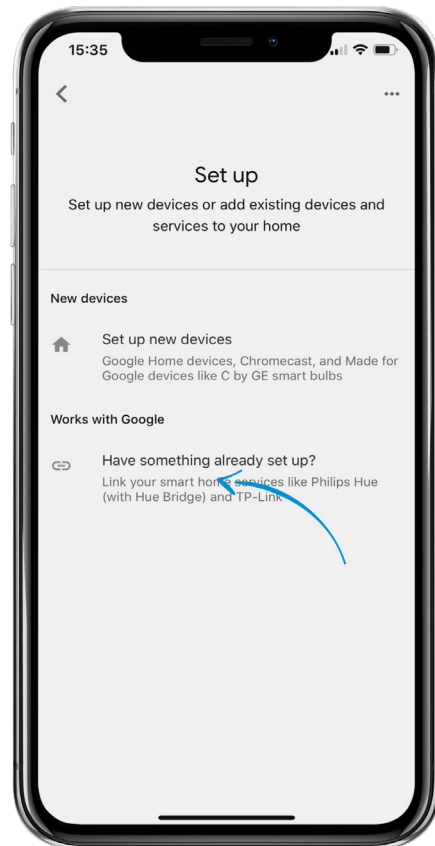 15:35
Set up
Set up new devices or add existing devices and
services to your home
New devices
Set up new devices
Google Home devices, Chromecast, and Made for
Google devices like C by GE smart bulbs
Works with Google
Have something already set up?
Link your smart home services like Philips Hue
(with Hue Bridge) and TP-Link